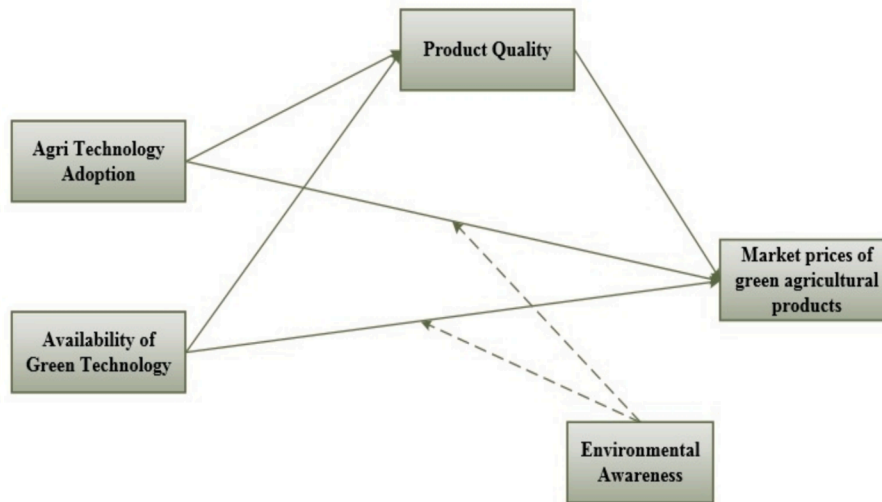 Product Quality
Agri Technology
Adoption
Market prices of
green agricultural
products
Availability of
Green Technology
Environmental
Awareness